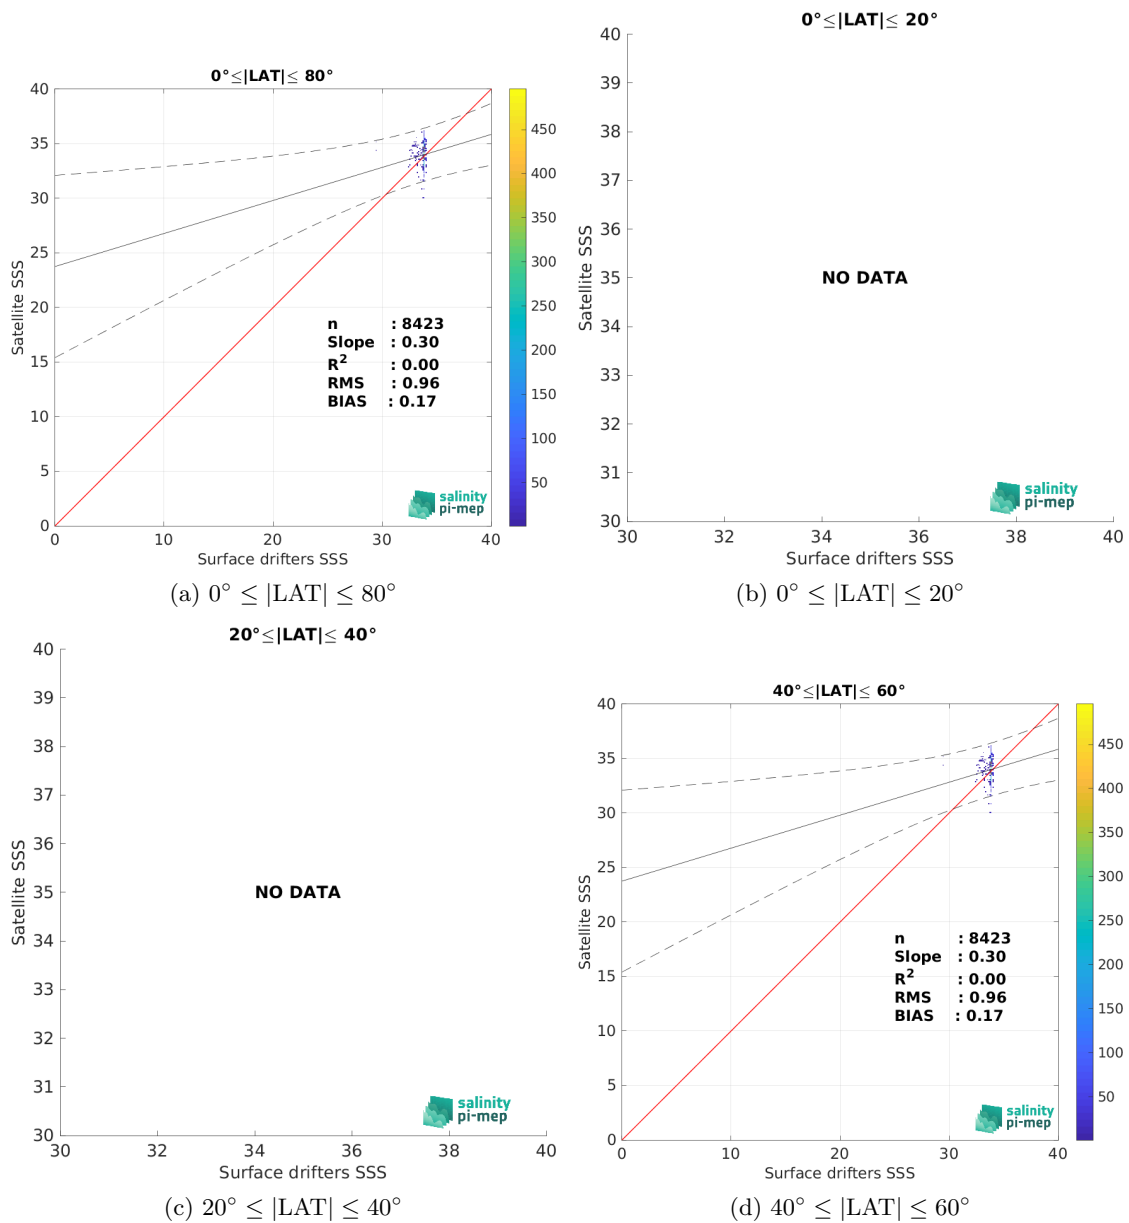 0°≤|LAT|≤ 80°
40
35
30
25
20
15
10
5
0
0
10
20
30
40
Satellite SSS
Surface drifters SSS
n : 8423
Slope : 0.30
R² : 0.00
RMS : 0.96
BIAS : 0.17
salinity
pi-mep
450
400
350
300
250
200
150
100
50
(a) 0° ≤ |LAT| ≤ 80°
0°≤|LAT|≤ 20°
40
39
38
37
36
35
34
33
32
31
30
30
32
34
36
38
40
Satellite SSS
Surface drifters SSS
NO DATA
salinity
pi-mep
(b) 0° ≤ |LAT| ≤ 20°
20°≤|LAT|≤ 40°
40
39
38
37
36
35
34
33
32
31
30
30
32
34
36
38
40
Satellite SSS
Surface drifters SSS
NO DATA
salinity
pi-mep
(c) 20° ≤ |LAT| ≤ 40°
40°≤|LAT|≤ 60°
40
35
30
25
20
15
10
5
0
0
10
20
30
40
Satellite SSS
Surface drifters SSS
n : 8423
Slope : 0.30
R² : 0.00
RMS : 0.96
BIAS : 0.17
salinity
pi-mep
450
400
350
300
250
200
150
100
50
(d) 40° ≤ |LAT| ≤ 60°